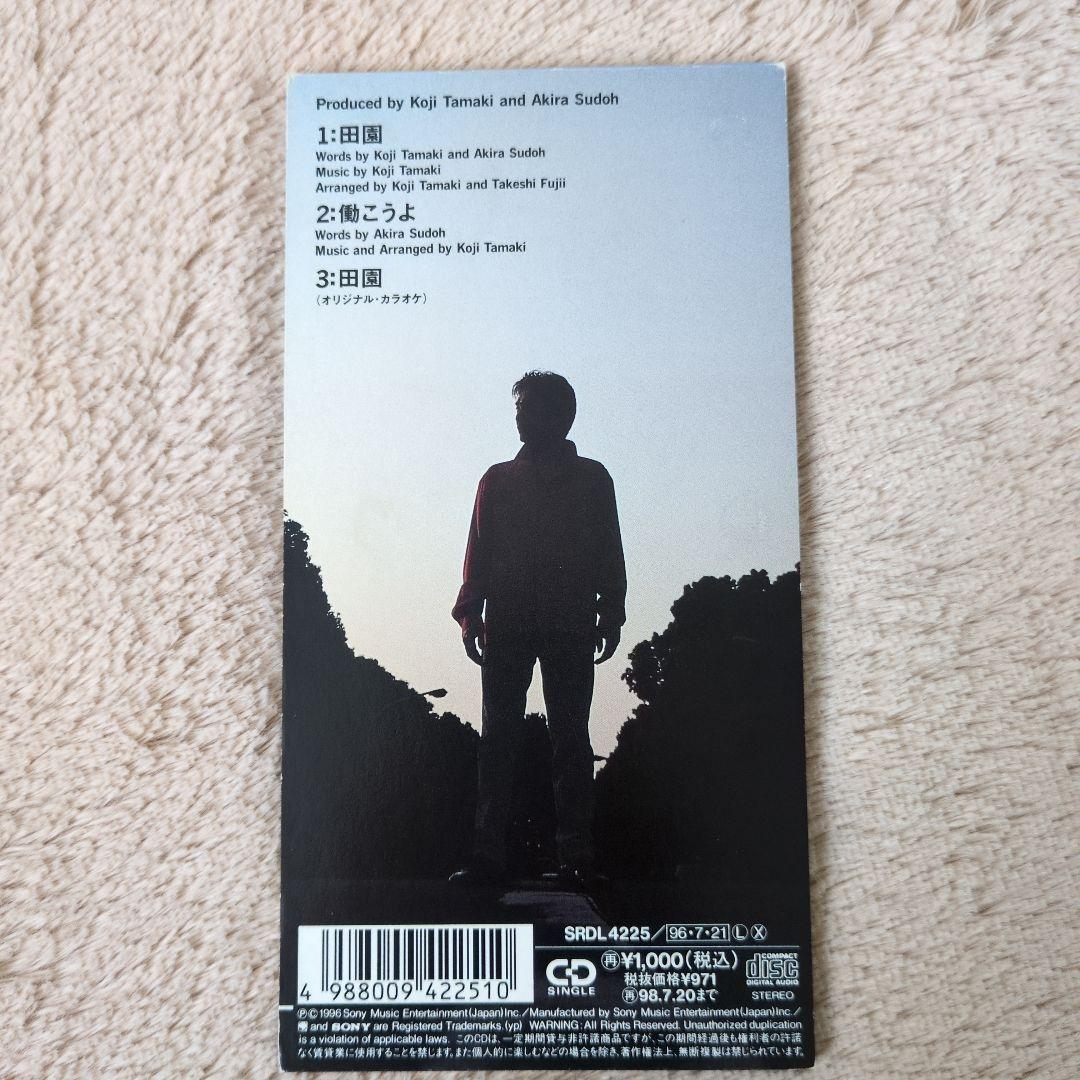 Produced by Koji Tamaki and Akira Sudoh
1:田園
Words by Koji Tamaki and Akira Sudoh
Music by Koji Tamaki
Arranged by Koji Tamaki and Takeshi Fujii
2:働こうよ
Words by Akira Sudoh
Music and Arranged by Koji Tamaki
3:田園
(オリジナル・カラオケ)
SRDL 4225/96・7・21 Ⓛ Ⓧ
4 988009 422510
CD SINGLE
再¥1,000(税込)
税抜価格¥971
再98.7.20まで
COMPACT disc DIGITAL AUDIO
STEREO
ⓅⒸ1996 Sony Music Entertainment(Japan)Inc./Manufactured by Sony Music Entertainment(Japan)Inc./
and SONY are Registered Trademarks. (yp) WARNING: All Rights Reserved. Unauthorized duplication
is a violation of applicable laws. このCDは、一定期間貸与非許諾商品ですが、この期間経過後も権利者の許諾
なく賃貸業に使用することを禁じます。また個人的に楽しむなどの場合を除き、著作権法上、無断複製は禁じられています。